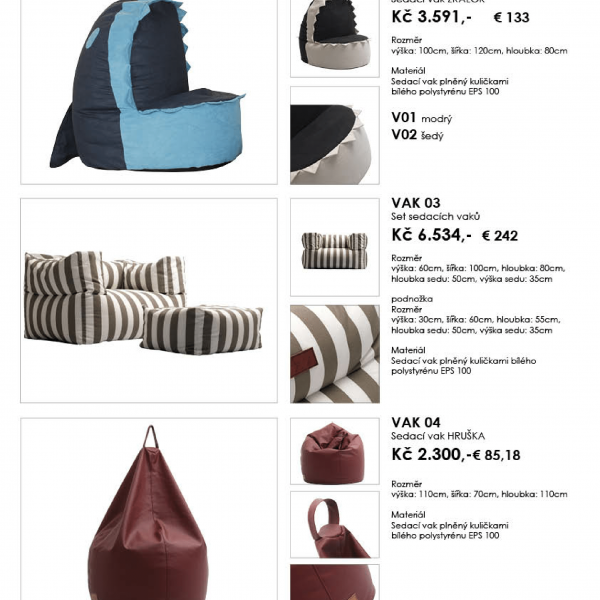 Sedací vak ŽRALOK
Kč 3.591,- € 133
Rozměr
výška: 100cm, šířka: 120cm, hloubka: 80cm
Materiál
Sedací vak plněný kuličkami
bílého polystyrénu EPS 100
V01 modrý
V02 šedý
VAK 03
Set sedacích vaků
Kč 6.534,- € 242
Rozměr
výška: 60cm, šířka: 100cm, hloubka: 80cm,
hloubka sedu: 50cm, výška sedu: 35cm
podnožka
Rozměr
výška: 30cm, šířka: 60cm, hloubka: 55cm,
hloubka sedu: 50cm, výška sedu: 35cm
Materiál
Sedací vak plněný kuličkami bílého
polystyrénu EPS 100
VAK 04
Sedací vak HRUŠKA
Kč 2.300,-€ 85,18
Rozměr
výška: 110cm, šířka: 70cm, hloubka: 110cm
Materiál
Sedací vak plněný kuličkami
bílého polystyrénu EPS 100